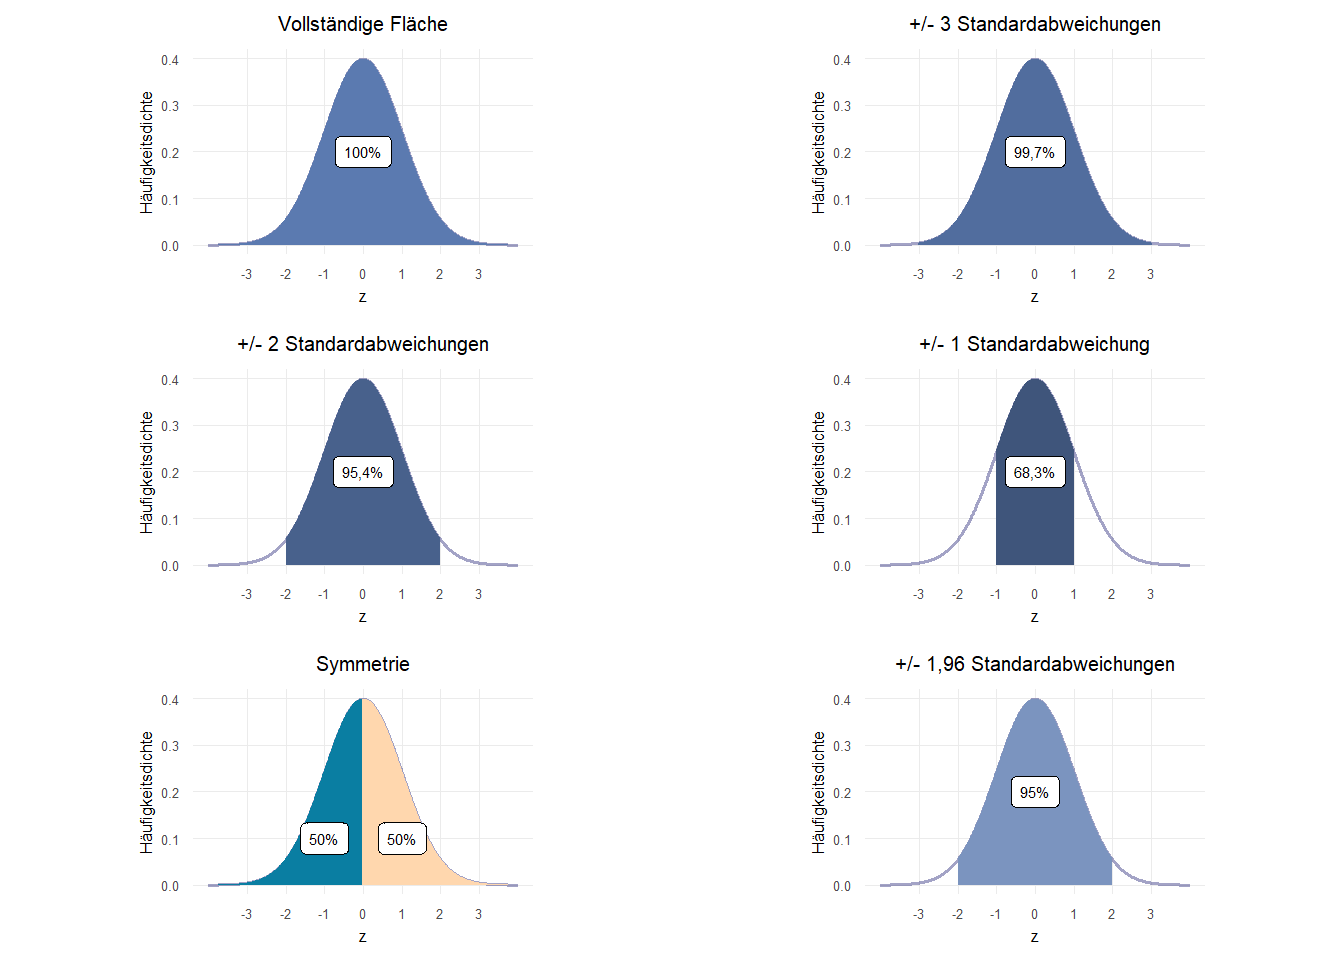 Vollständige Fläche
Häufigkeitsdichte
0.4
0.3
0.2
0.1
0.0
100%
-3 -2 -1 0 1 2 3
z
+/- 3 Standardabweichungen
Häufigkeitsdichte
0.4
0.3
0.2
0.1
0.0
99,7%
-3 -2 -1 0 1 2 3
z
+/- 2 Standardabweichungen
Häufigkeitsdichte
0.4
0.3
0.2
0.1
0.0
95,4%
-3 -2 -1 0 1 2 3
z
+/- 1 Standardabweichung
Häufigkeitsdichte
0.4
0.3
0.2
0.1
0.0
68,3%
-3 -2 -1 0 1 2 3
z
Symmetrie
Häufigkeitsdichte
0.4
0.3
0.2
0.1
0.0
50% 50%
-3 -2 -1 0 1 2 3
z
+/- 1,96 Standardabweichungen
Häufigkeitsdichte
0.4
0.3
0.2
0.1
0.0
95%
-3 -2 -1 0 1 2 3
z